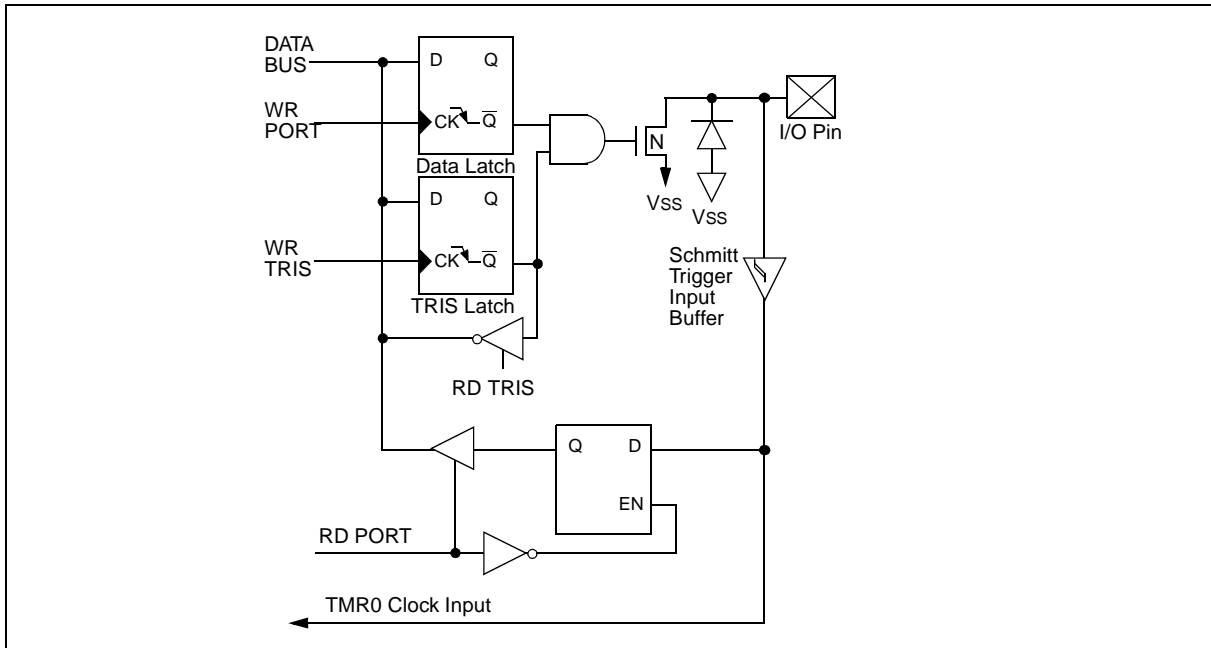 DATA
BUS
D
Q
WR
PORT
CK
Q̅
Data Latch
N
I/O Pin
VSS
VSS
D
Q
WR
TRIS
CK
Q̅
TRIS Latch
Schmitt
Trigger
Input
Buffer
RD TRIS
Q
D
EN
RD PORT
TMR0 Clock Input